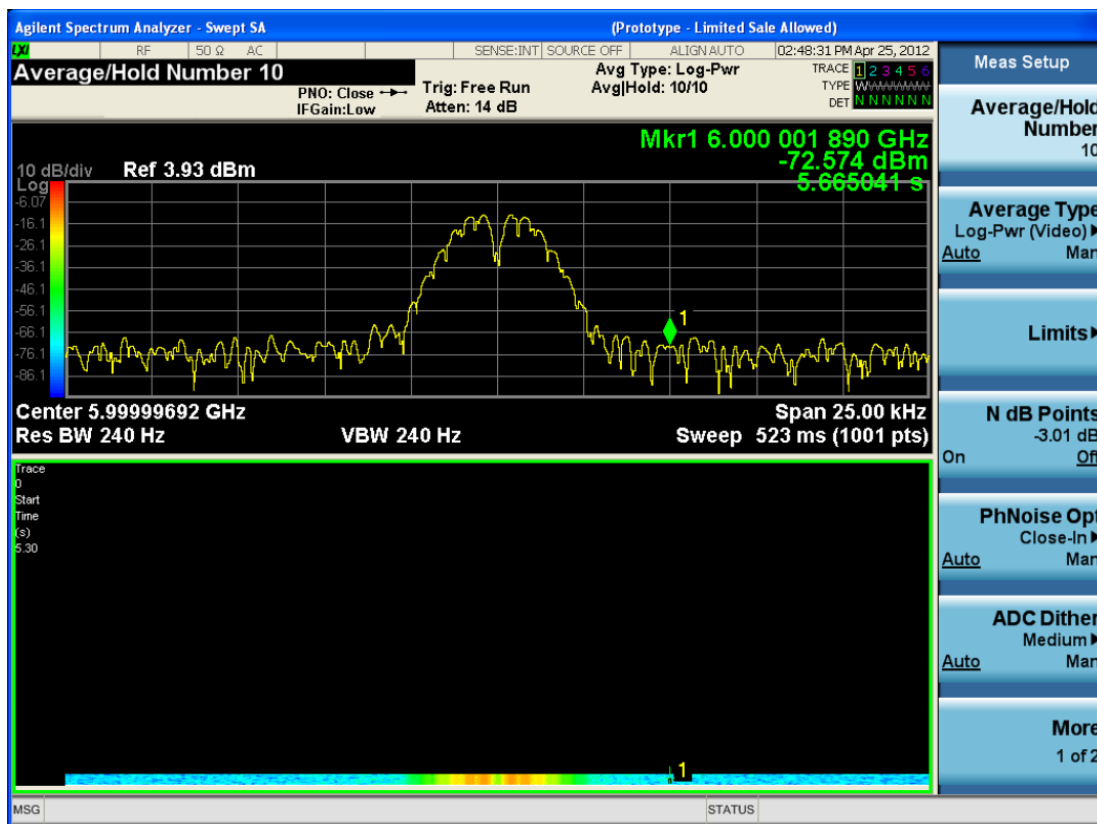 Agilent Spectrum Analyzer - Swept SA (Prototype - Limited Sale Allowed)
LXI RF 50 Ω AC SENSE:INT SOURCE OFF ALIGN AUTO 02:48:31 PM Apr 25, 2012
Average/Hold Number 10
PNO: Close
IFGain:Low
Trig: Free Run
Atten: 14 dB
Avg Type: Log-Pwr
Avg|Hold: 10/10
TRACE 1 2 3 4 5 6
TYPE W
DET N N N N N N
Mkr1 6.000 001 890 GHz
-72.574 dBm
5.665041 s
10 dB/div Ref 3.93 dBm
Log
-6.07
-16.1
-26.1
-36.1
-46.1
-56.1
-66.1
-76.1
-86.1
1
Center 5.99999692 GHz Span 25.00 kHz
Res BW 240 Hz VBW 240 Hz Sweep 523 ms (1001 pts)
Trace
0
Start
Time
(s)
5.30
1
MSG STATUS
Meas Setup
Average/Hold
Number
10
Average Type
Log-Pwr (Video)
Auto Man
Limits
N dB Points
-3.01 dB
On Off
PhNoise Opt
Close-In
Auto Man
ADC Dither
Medium
Auto Man
More
1 of 2